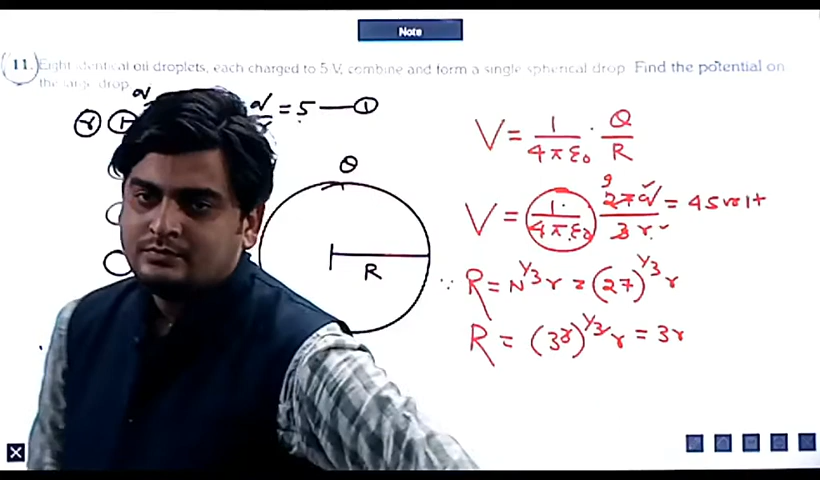 Note
11. Eight identical oil droplets, each charged to 5 V, combine and form a single spherical drop. Find the potential on
the large drop.
q
r = 5 — 1
Q
R
V = 1/4πε₀ · Q/R
V = 1/4πε₀ 9 27q/3r = 45 volt
∵ R = N^1/3 r = (27)^1/3 r
R = (3³)^1/3 r = 3r